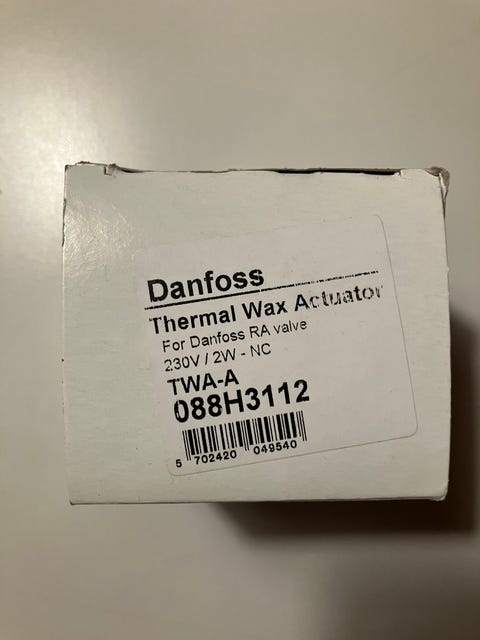 Danfoss
Thermal Wax Actuator
For Danfoss RA valve
230V / 2W - NC
TWA-A
088H3112
5 702420 049540